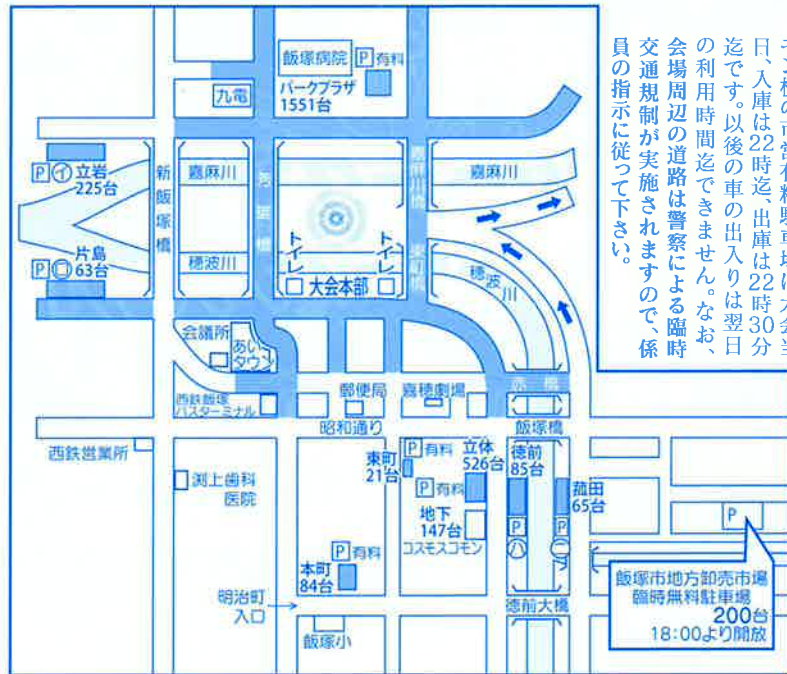 日、入庫は22時迄、出庫は22時30分
迄です。以後の車の出入りは翌日
の利用時間迄できません。なお、
会場周辺の道路は警察による臨時
交通規制が実施されますので、係
員の指示に従って下さい。
飯塚病院
P 有料
パークプラザ
1551台
九電
P イ 立岩
225台
新飯塚橋
嘉麻川
嘉麻川橋
嘉麻川
片島
P ロ 63台
穂波川
トイレ
トイレ
大会本部
東町橋
穂波川
会議所
あい
タウン
西鉄飯塚
バスターミナル
郵便局
嘉穂劇場
昭和通り
飯塚橋
西鉄営業所
渕上歯科
医院
P 有料
東町
21台
P 有料
立体
526台
地下
147台
コスモスコモン
徳前
85台
P
ハ
菰田
65台
P
ニ
P
P 有料
本町
84台
明治町
入口
飯塚小
徳前大橋
飯塚市地方卸売市場
臨時無料駐車場
200台
18:00より開放